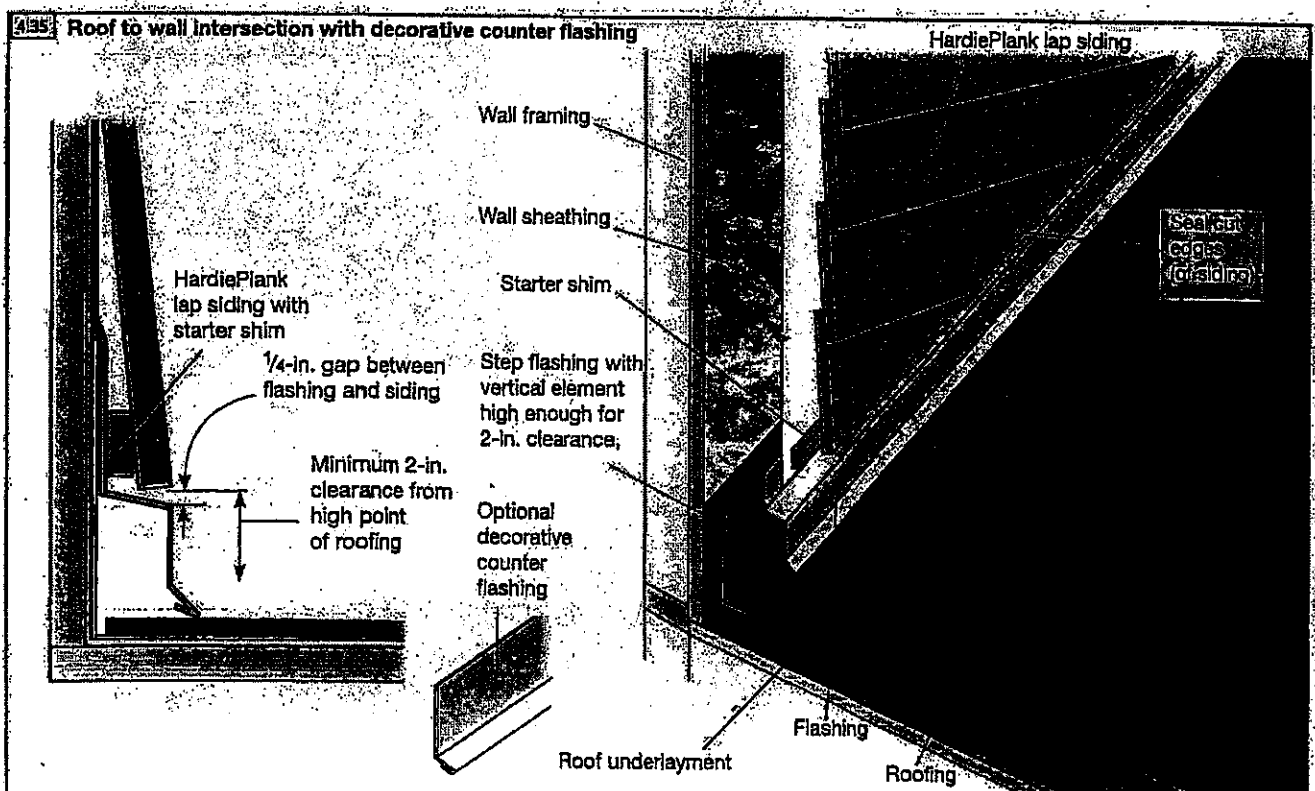 4.35 Roof to wall intersection with decorative counter flashing
HardiePlank lap siding
Wall framing
Wall sheathing
Starter shim
Step flashing with
vertical element
high enough for
2-in. clearance,
Seal cut
edges
(of siding)
HardiePlank
lap siding with
starter shim
1/4-in. gap between
flashing and siding
Minimum 2-in.
clearance from
high point
of roofing
Optional
decorative
counter
flashing
Roof underlayment
Flashing
Roofing